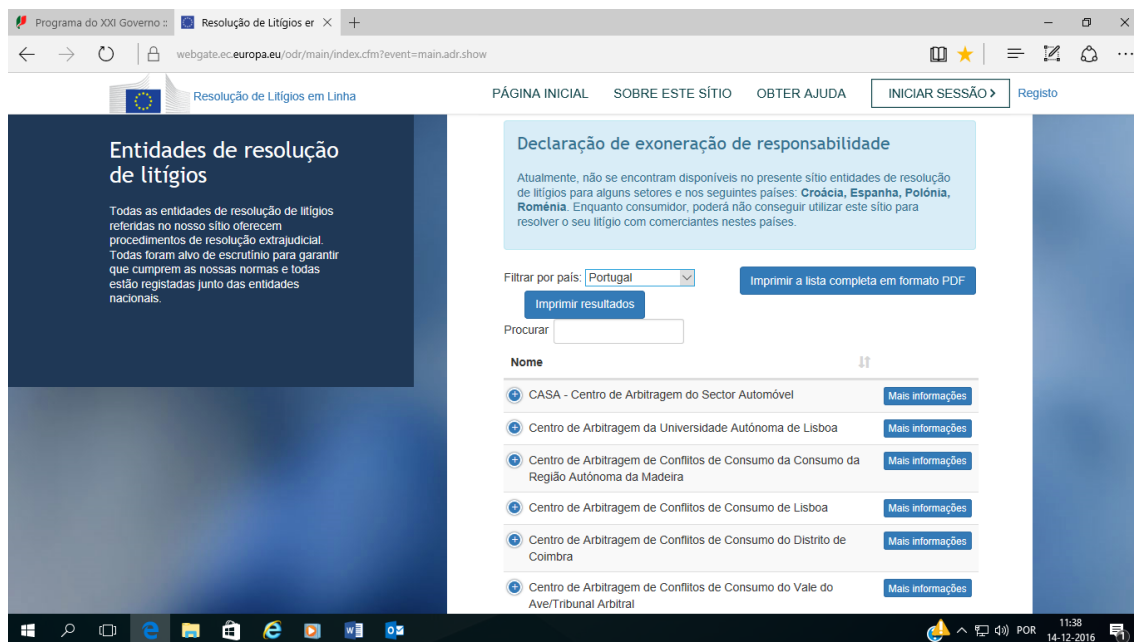 Programa do XXI Governo ::
Resolução de Litígios er
webgate.ec.europa.eu/odr/main/index.cfm?event=main.adr.show
Resolução de Litígios em Linha
PÁGINA INICIAL
SOBRE ESTE SÍTIO
OBTER AJUDA
INICIAR SESSÃO
Registo
Entidades de resolução
de litígios
Todas as entidades de resolução de litígios
referidas no nosso sítio oferecem
procedimentos de resolução extrajudicial.
Todas foram alvo de escrutínio para garantir
que cumprem as nossas normas e todas
estão registadas junto das entidades
nacionais.
Declaração de exoneração de responsabilidade
Atualmente, não se encontram disponíveis no presente sítio entidades de resolução
de litígios para alguns setores e nos seguintes países: Croácia, Espanha, Polónia,
Roménia. Enquanto consumidor, poderá não conseguir utilizar este sítio para
resolver o seu litígio com comerciantes nestes países.
Filtrar por país: Portugal
Imprimir a lista completa em formato PDF
Imprimir resultados
Procurar
Nome
CASA - Centro de Arbitragem do Sector Automóvel
Mais informações
Centro de Arbitragem da Universidade Autónoma de Lisboa
Mais informações
Centro de Arbitragem de Conflitos de Consumo da Consumo da
Região Autónoma da Madeira
Mais informações
Centro de Arbitragem de Conflitos de Consumo de Lisboa
Mais informações
Centro de Arbitragem de Conflitos de Consumo do Distrito de
Coimbra
Mais informações
Centro de Arbitragem de Conflitos de Consumo do Vale do
Ave/Tribunal Arbitral
Mais informações
POR
11:38
14-12-2016